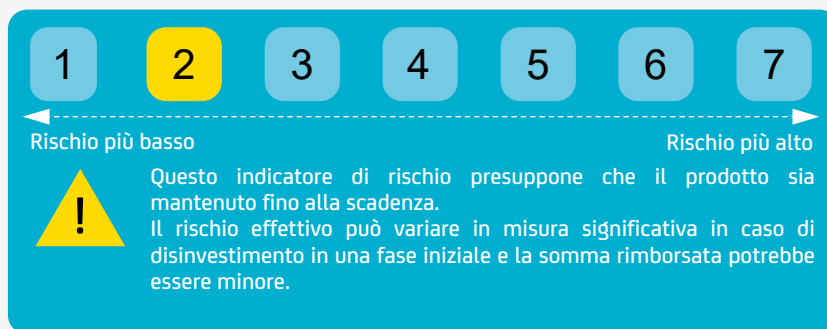 1 2 3 4 5 6 7
Rischio più basso Rischio più alto
!
Questo indicatore di rischio presuppone che il prodotto sia
mantenuto fino alla scadenza.
Il rischio effettivo può variare in misura significativa in caso di
disinvestimento in una fase iniziale e la somma rimborsata potrebbe
essere minore.